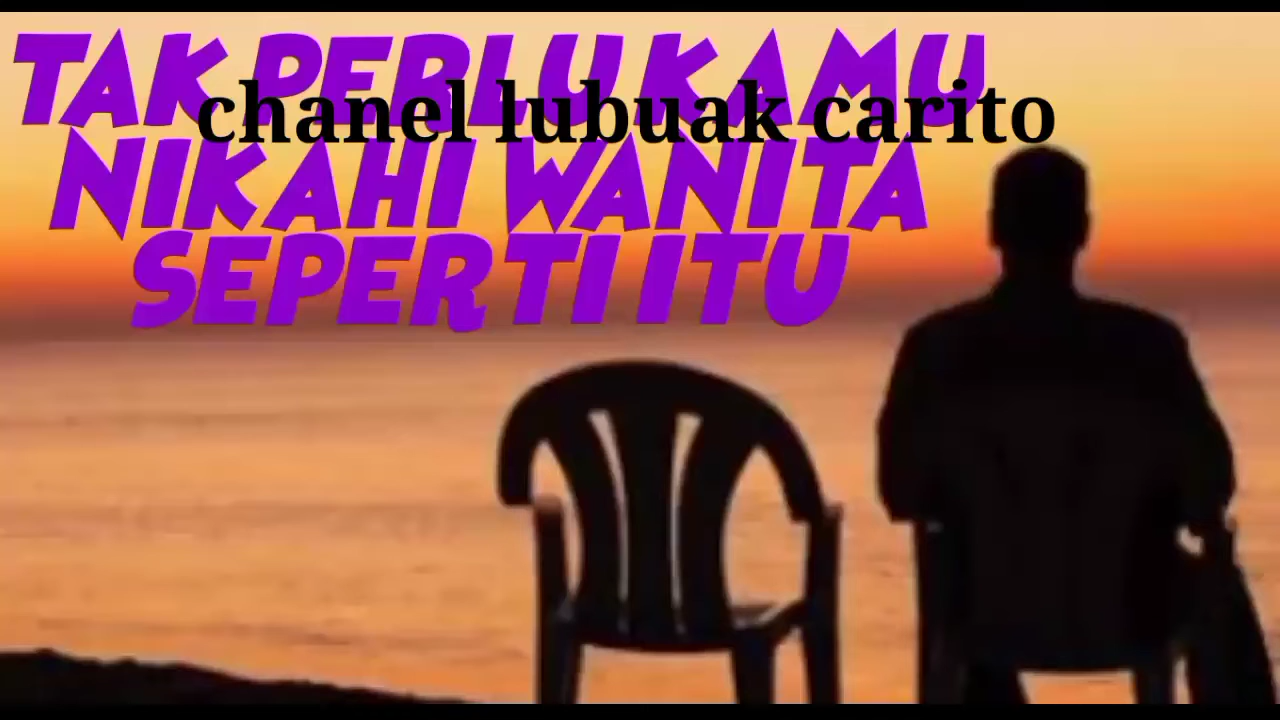 TAK PERLU KAMU
chanel lubuak carito
NIKAHI WANITA
SEPERTI ITU